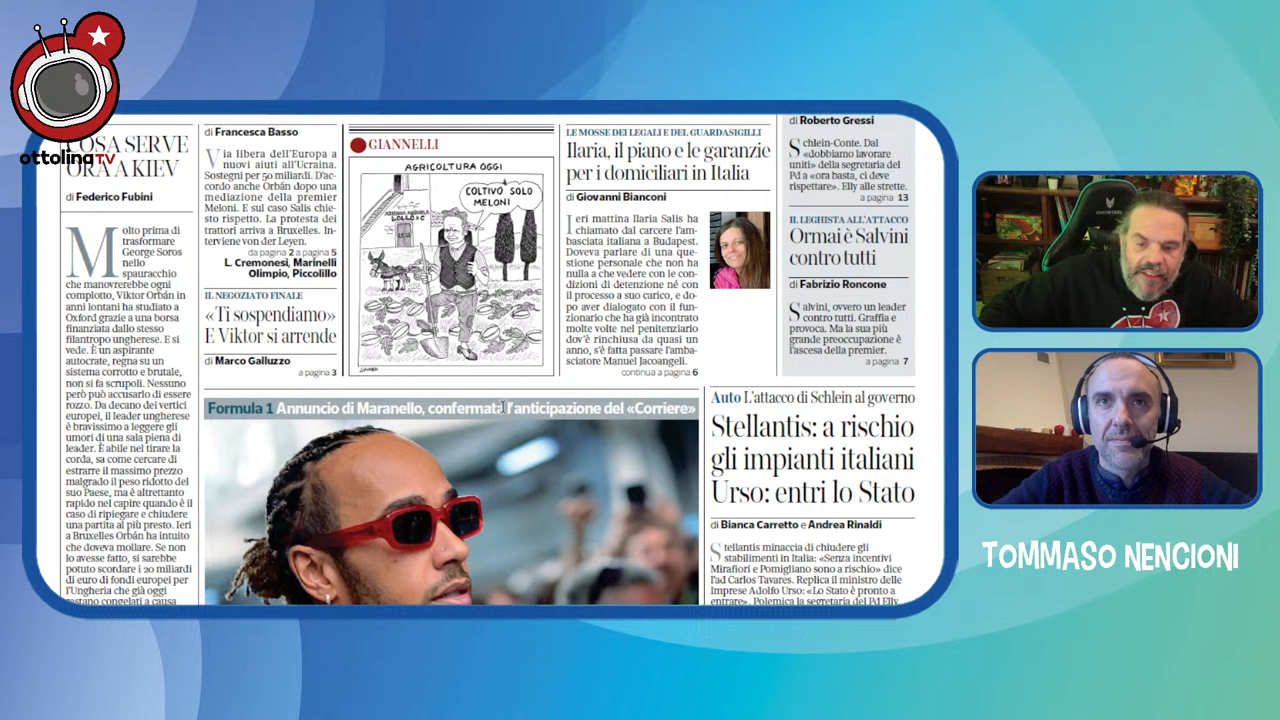 ottolinaTV
COSA SERVE
ORA A KIEV
di Federico Fubini
Molto prima di
trasformare
George Soros
nello
spauracchio
che manovrerebbe ogni
complotto, Viktor Orbán in
anni lontani ha studiato a
Oxford grazie a una borsa
finanziata dallo stesso
filantropo ungherese. E si
vede. È un aspirante
autocrate, regna su un
sistema corrotto e brutale,
non si fa scrupoli. Nessuno
però può accusarlo di essere
rozzo. Da decano dei vertici
europei, il leader ungherese
è bravissimo a leggere gli
umori di una sala piena di
leader. È abile nel tirare la
corda, sa come cercare di
estrarre il massimo prezzo
malgrado il peso ridotto del
suo Paese, ma è altrettanto
rapido nel capire quando è il
caso di ripiegare e chiudere
una partita al più presto. Ieri
a Bruxelles Orbán ha intuito
che doveva mollare. Se non
lo avesse fatto, si sarebbe
potuto scordare i 20 miliardi
di euro di fondi europei per
l'Ungheria che già oggi
restano congelati a causa
di Francesca Basso
Via libera dell'Europa a
nuovi aiuti all'Ucraina.
Sostegni per 50 miliardi. D'ac-
cordo anche Orbán dopo una
mediazione della premier
Meloni. E sul caso Salis chie-
sto rispetto. La protesta dei
trattori arriva a Bruxelles. In-
terviene von der Leyen.
da pagina 2 a pagina 5
L. Cremonesi, Marinelli
Olimpio, Piccolillo
IL NEGOZIATO FINALE
«Ti sospendiamo»
E Viktor si arrende
di Marco Galluzzo
a pagina 3
GIANNELLI
AGRICOLTURA OGGI
COLTIVO SOLO
MELONI
AZIENDA AGRICOLA
LOLLO & C
LE MOSSE DEI LEGALI E DEL GUARDASIGILLI
Ilaria, il piano e le garanzie
per i domiciliari in Italia
di Giovanni Bianconi
Ieri mattina Ilaria Salis ha
chiamato dal carcere l'am-
basciata italiana a Budapest.
Doveva parlare di una que-
stione personale che non ha
nulla a che vedere con le con-
dizioni di detenzione né con
il processo a suo carico, e do-
po aver dialogato con il fun-
zionario che ha già incontrato
molte volte nel penitenziario
dov'è rinchiusa da quasi un
anno, s'è fatta passare l'amba-
sciatore Manuel Jacoangeli.
continua a pagina 6
di Roberto Gressi
Schlein-Conte. Dal
«dobbiamo lavorare
uniti» della segretaria del
Pd a «ora basta, ci deve
rispettare». Elly alle strette.
a pagina 13
IL LEGHISTA ALL'ATTACCO
Ormai è Salvini
contro tutti
di Fabrizio Roncone
Salvini, ovvero un leader
contro tutti. Graffia e
provoca. Ma la sua più
grande preoccupazione è
l'ascesa della premier.
a pagina 7
Formula 1 Annuncio di Maranello, confermata l'anticipazione del «Corriere»
Auto L'attacco di Schlein al governo
Stellantis: a rischio
gli impianti italiani
Urso: entri lo Stato
di Bianca Carretto e Andrea Rinaldi
Stellantis minaccia di chiudere gli
stabilimenti in Italia: «Senza incentivi
Mirafiori e Pomigliano sono a rischio» dice
l'ad Carlos Tavares. Replica il ministro delle
Imprese Adolfo Urso: «Lo Stato è pronto a
entrare». Polemica la segretaria del Pd Elly
TOMMASO NENCIONI